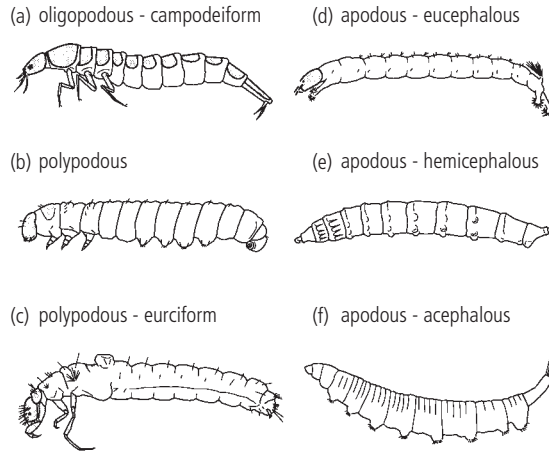 (a) oligopodous - campodeiform
(d) apodous - eucephalous
(b) polypodous
(e) apodous - hemicephalous
(c) polypodous - eurciform
(f) apodous - acephalous